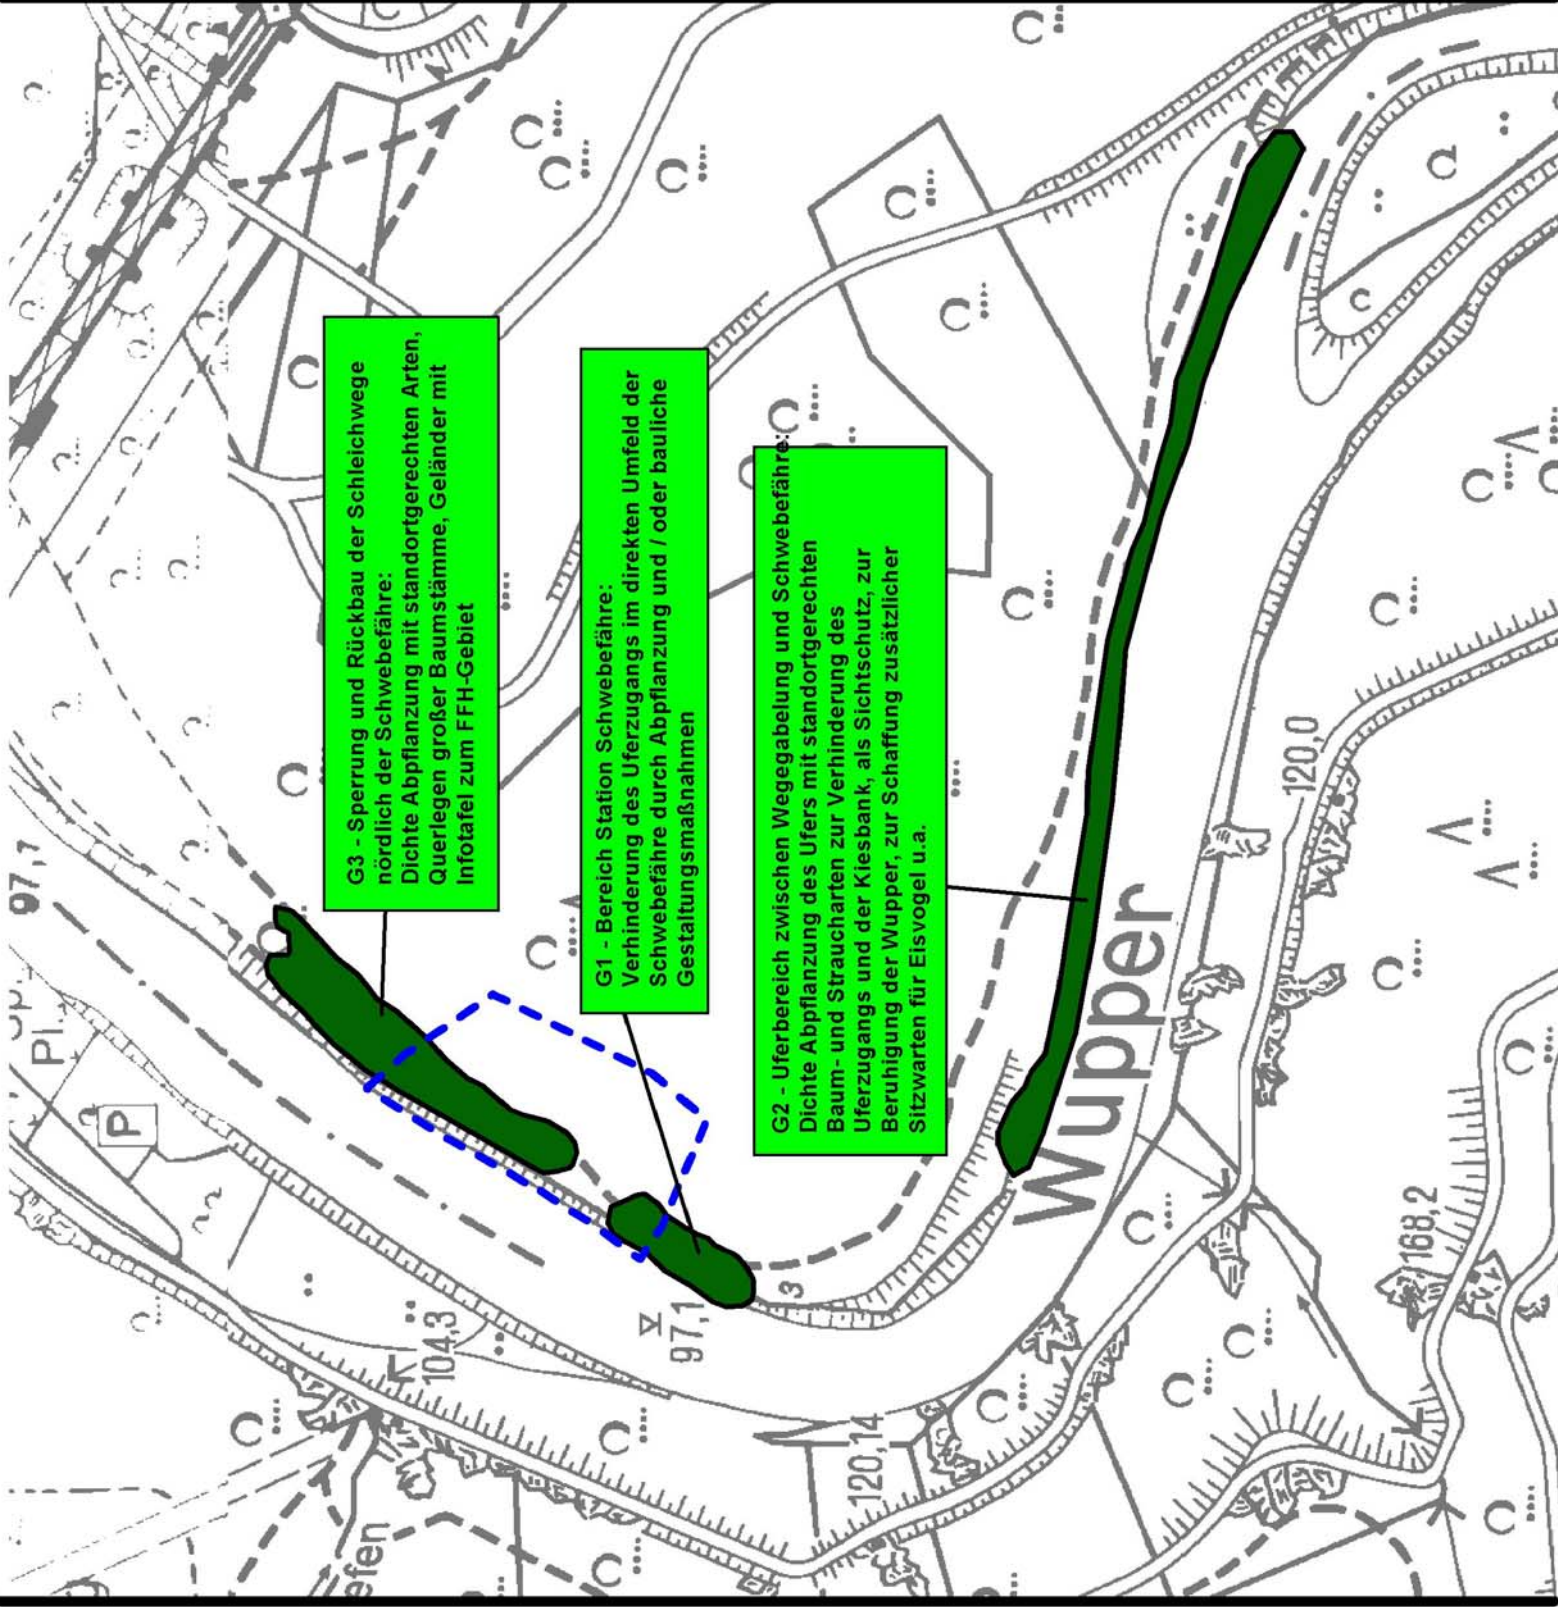 G3 - Sperrung und Rückbau der Schleichwege
nördlich der Schwebefähre:
Dichte Abpflanzung mit standortgerechten Arten,
Querlegen großer Baumstämme, Geländer mit
Infotafel zum FFH-Gebiet
G1 - Bereich Station Schwebefähre:
Verhinderung des Uferzugangs im direkten Umfeld der
Schwebefähre durch Abpflanzung und / oder bauliche
Gestaltungsmaßnahmen
G2 - Uferbereich zwischen Wegegabelung und Schwebefähre:
Dichte Abpflanzung des Ufers mit standortgerechten
Baum- und Straucharten zur Verhinderung des
Uferzugangs und der Kiesbank, als Sichtschutz, zur
Beruhigung der Wupper, zur Schaffung zusätzlicher
Sitzwarten für Eisvogel u.a.
Wupper
97,1
Pl.
P
104,3
97,1
3
120,14
120,0
168,2
efen